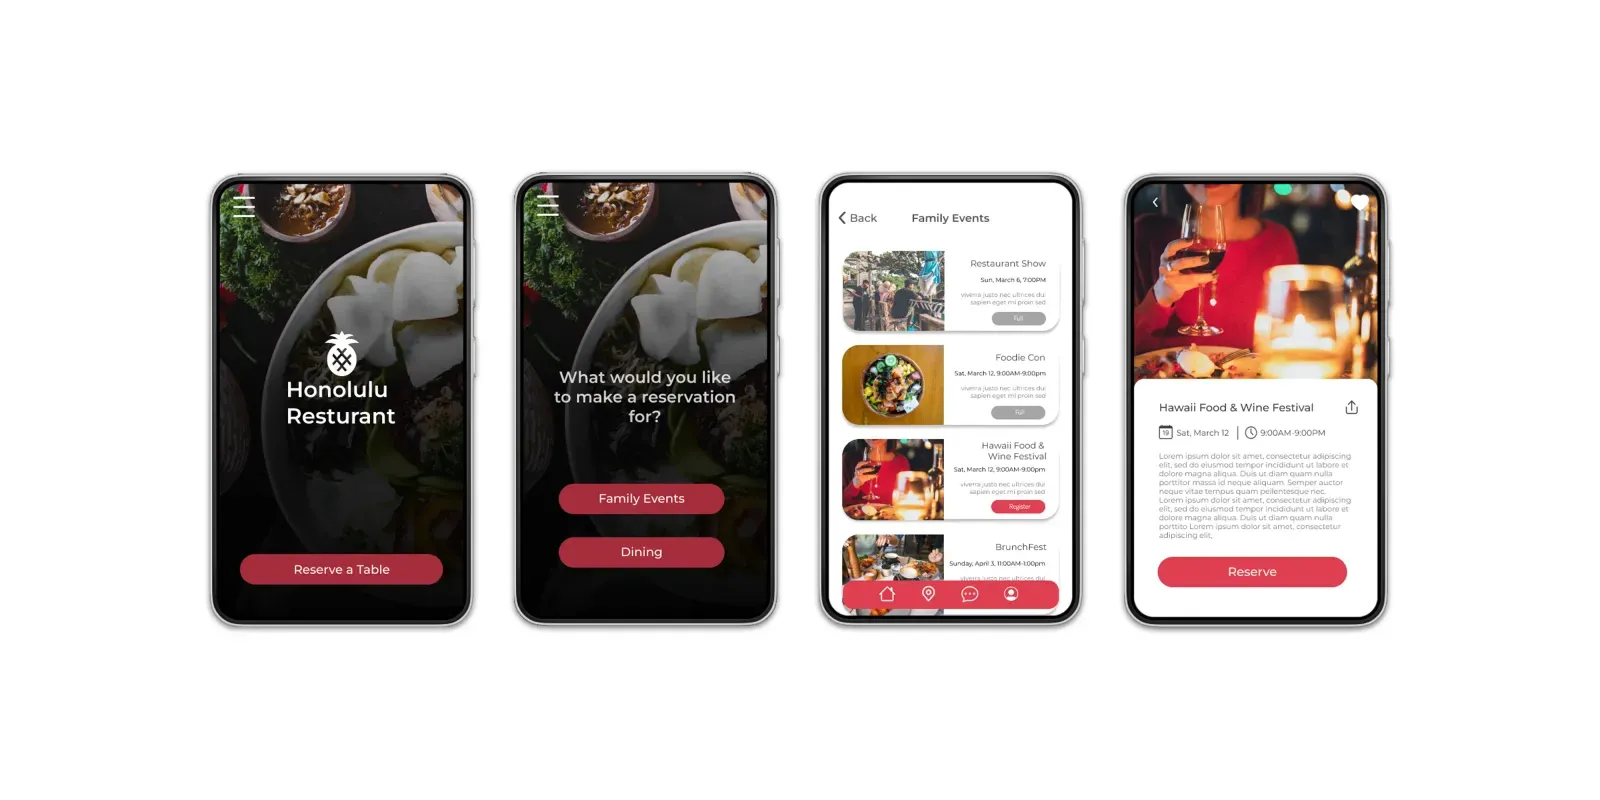 Honolulu
Resturant
Reserve a Table
What would you like
to make a reservation
for?
Family Events
Dining
Back
Family Events
Restaurant Show
Sun, March 6, 7:00PM
viverra justo nec ultrices dui
sapien eget mi proin sed
Full
Foodie Con
Sat, March 12, 9:00AM-9:00pm
viverra justo nec ultrices dui
sapien eget mi proin sed
Full
Hawaii Food &
Wine Festival
Sat, March 12, 9:00AM-9:00pm
viverra justo nec ultrices dui
sapien eget mi proin sed
Register
BrunchFest
Sunday, April 3, 11:00AM-1:00pm
viverra justo nec ultrices dui
Hawaii Food & Wine Festival
19
Sat, March 12
9:00AM-9:00PM
Lorem ipsum dolor sit amet, consectetur adipiscing
elit, sed do eiusmod tempor incididunt ut labore et
dolore magna aliqua. Duis ut diam quam nulla
porttitor massa id neque aliquam. Semper auctor
neque vitae tempus quam pellentesque nec.
Lorem ipsum dolor sit amet, consectetur adipiscing
elit, sed do eiusmod tempor incididunt ut labore et
dolore magna aliqua. Duis ut diam quam nulla
porttito Lorem ipsum dolor sit amet, consectetur
adipiscing elit,
Reserve